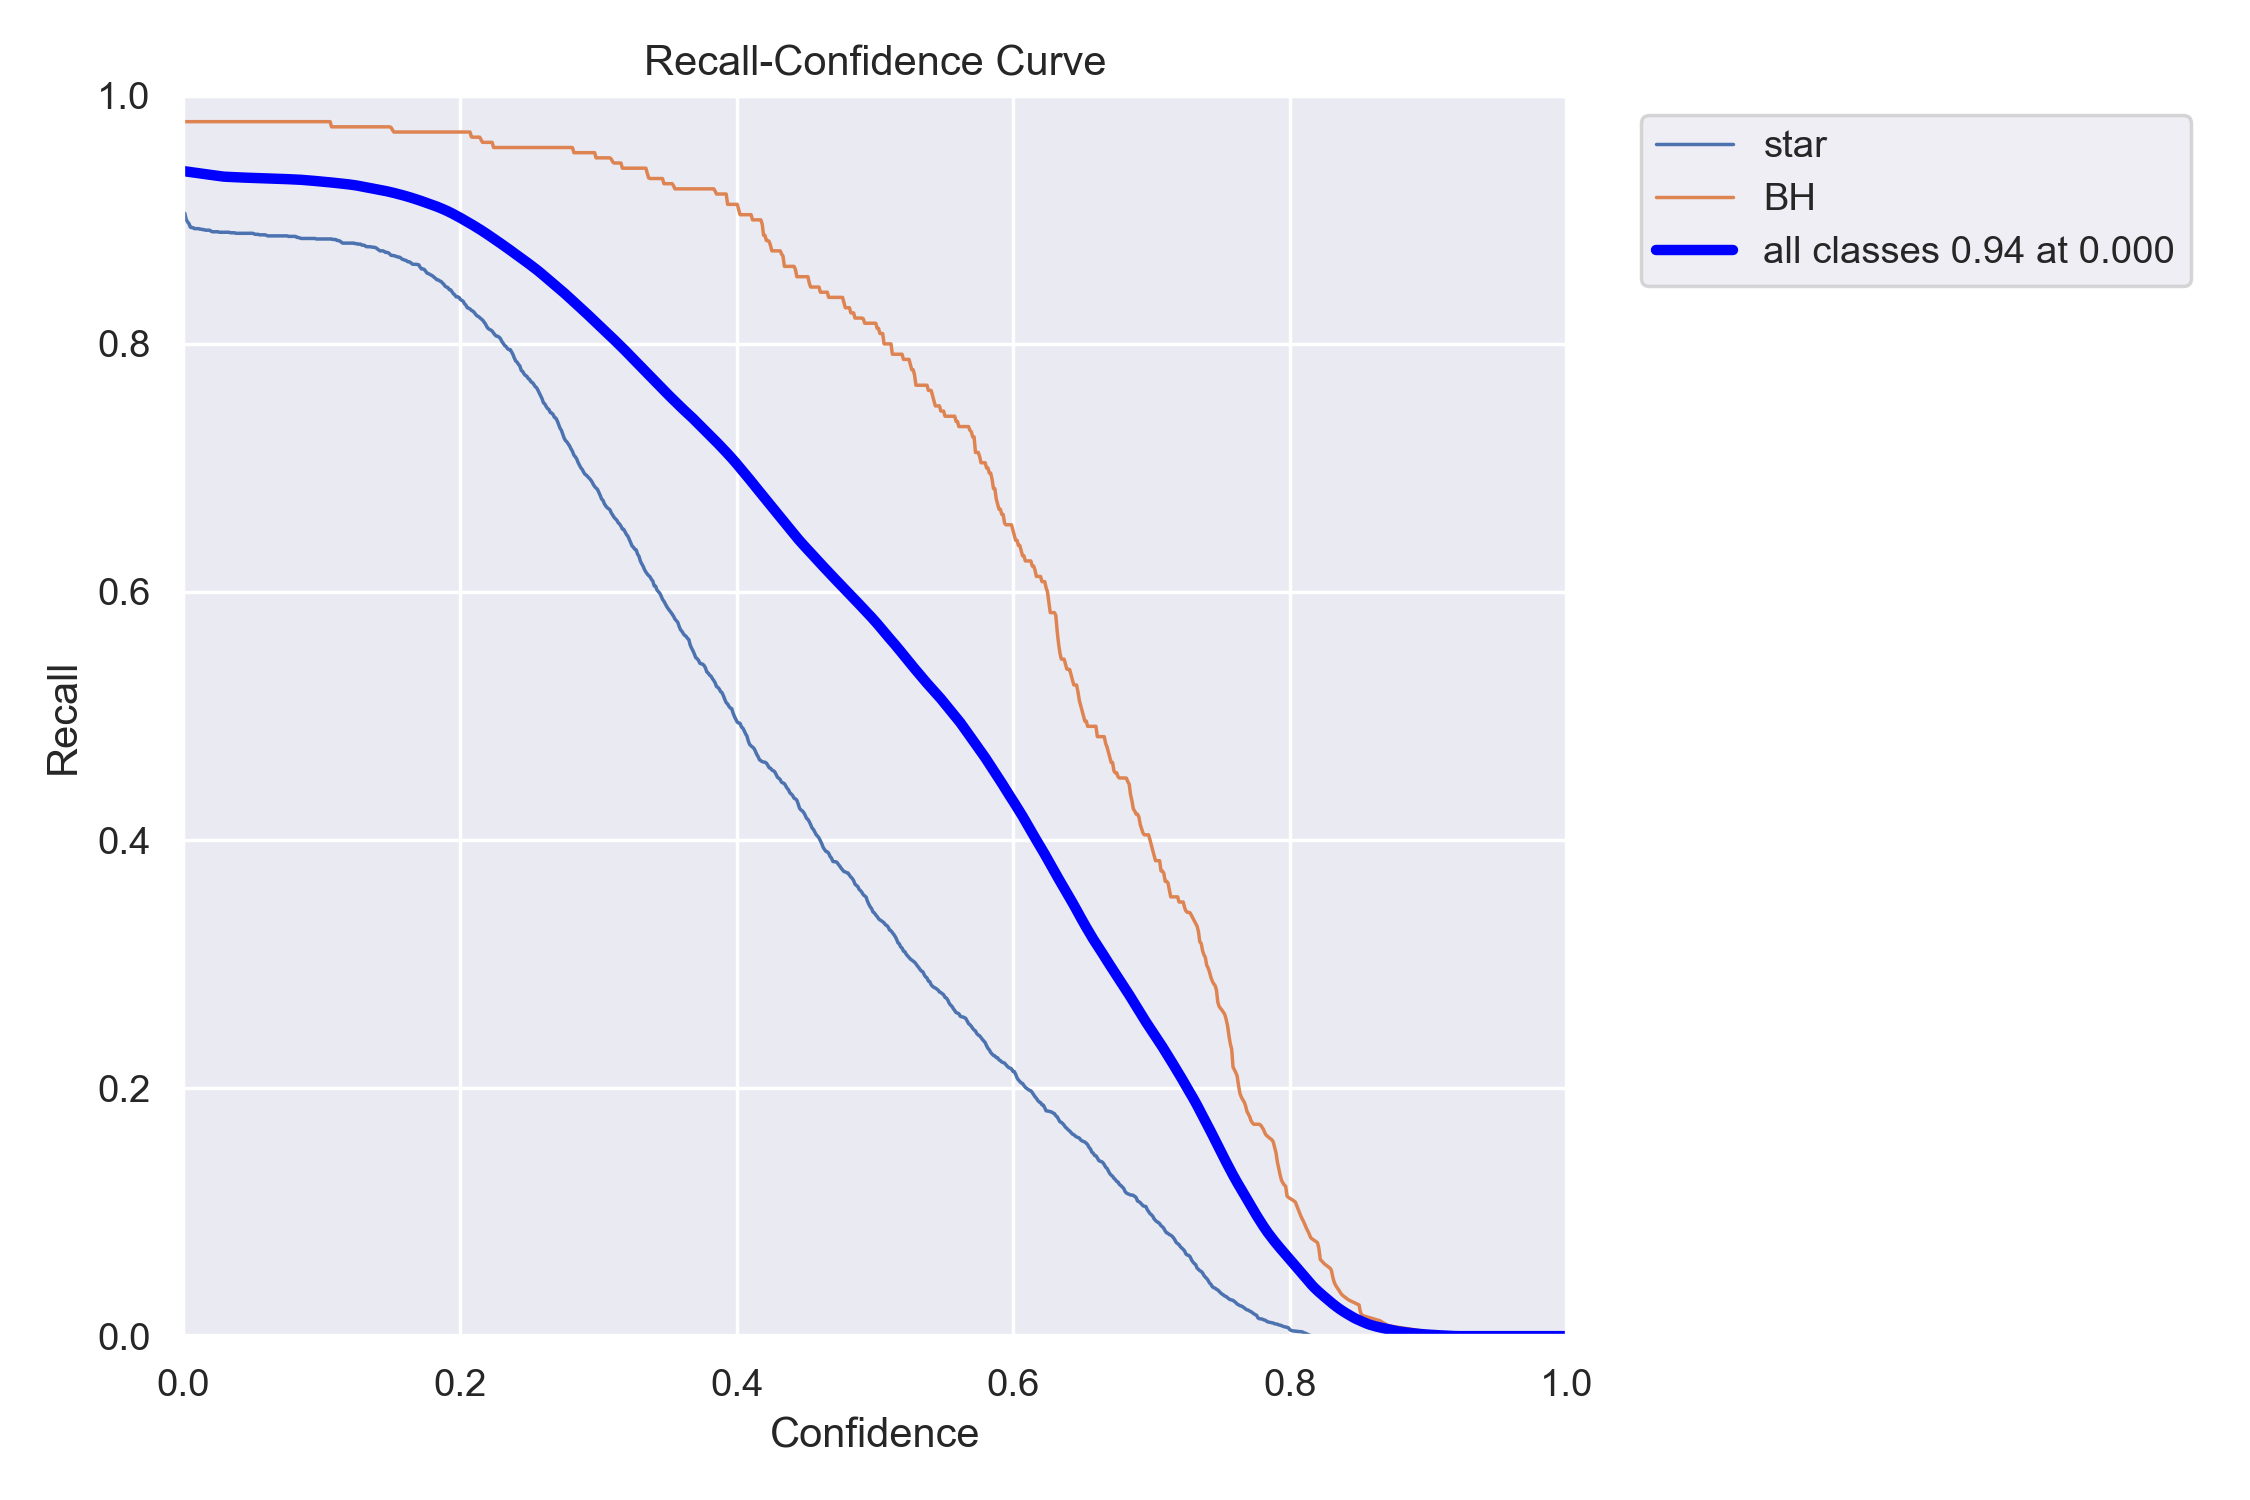 Recall-Confidence Curve
1.0
0.8
0.6
0.4
0.2
0.0
Recall
0.0 0.2 0.4 0.6 0.8 1.0
Confidence
star
BH
all classes 0.94 at 0.000